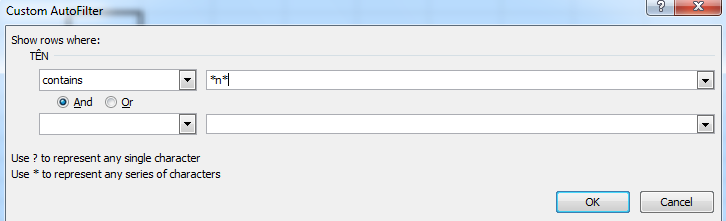 Custom AutoFilter
Show rows where:
TÊN
contains *n*
And Or
Use ? to represent any single character
Use * to represent any series of characters
OK Cancel